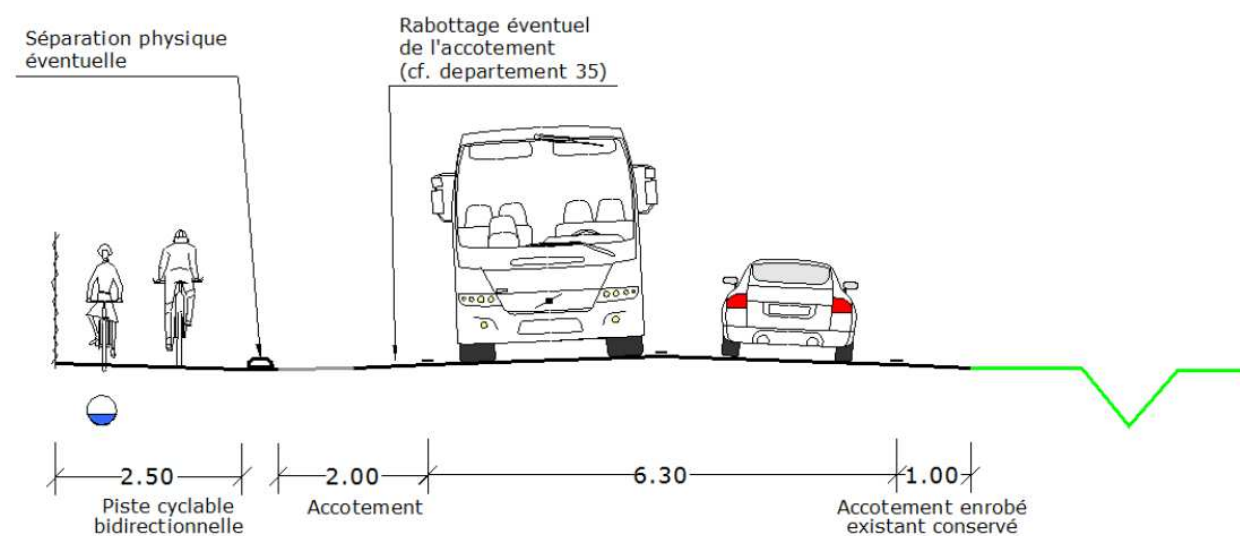 Séparation physique
éventuelle
Rabottage éventuel
de l'accotement
(cf. departement 35)
2.50
2.00
6.30
1.00
Piste cyclable
bidirectionnelle
Accotement
Accotement enrobé
existant conservé